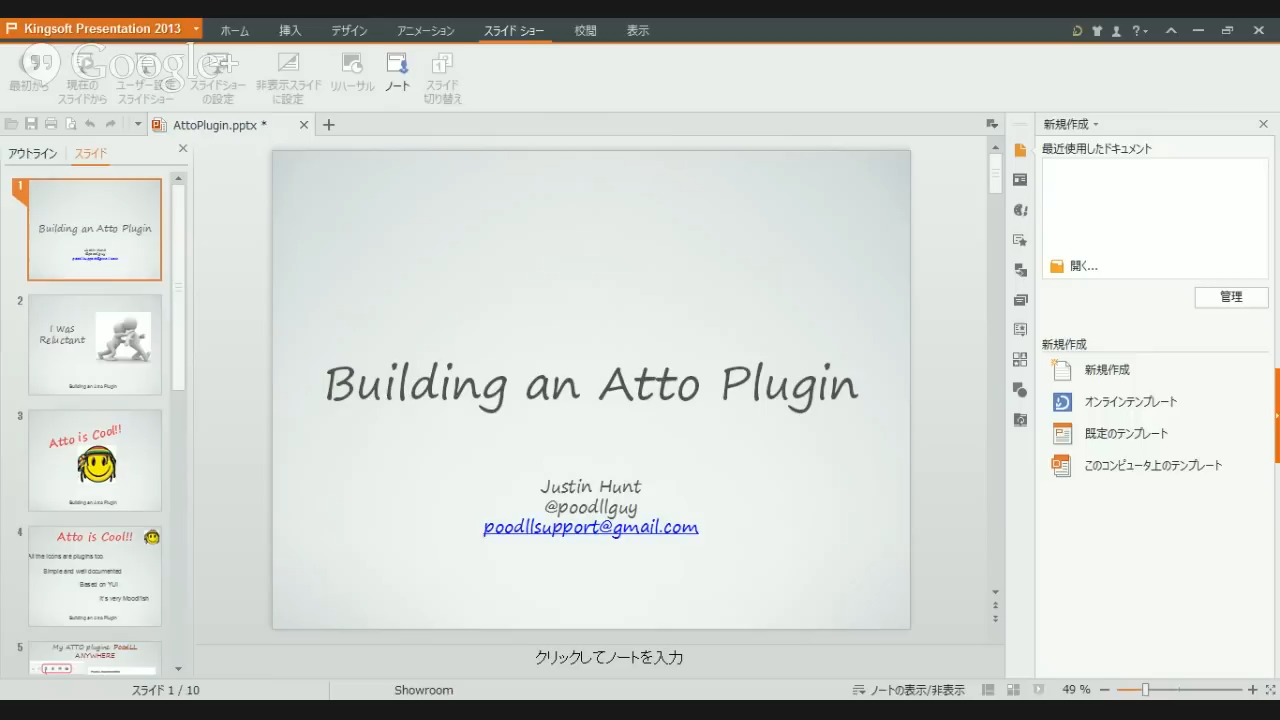 Kingsoft Presentation 2013
ホーム
挿入
デザイン
アニメーション
スライド ショー
校閲
表示
Google+
最初から
現在の
スライドから
ユーザー設定
スライドショー
スライドショー
の設定
非表示スライド
に設定
リハーサル
ノート
スライド
切り替え
AttoPlugin.pptx *
アウトライン
スライド
1
Building an Atto Plugin
Justin Hunt
@poodllguy
poodllsupport@gmail.com
2
I Was
Reluctant
Building an Atto Plugin
3
Atto is Cool!!
Building an Atto Plugin
4
Atto is Cool!!
All the Icons are plugins too
Simple and well documented
Based on YUI
It's very Moodlish
Building an Atto Plugin
5
My ATTO plugins: PoodLL
ANYWHERE
Building an Atto Plugin
Justin Hunt
@poodllguy
poodllsupport@gmail.com
クリックしてノートを入力
新規作成
最近使用したドキュメント
開く...
管理
新規作成
新規作成
オンラインテンプレート
既定のテンプレート
このコンピュータ上のテンプレート
スライド 1 / 10
Showroom
ノートの表示/非表示
49 %